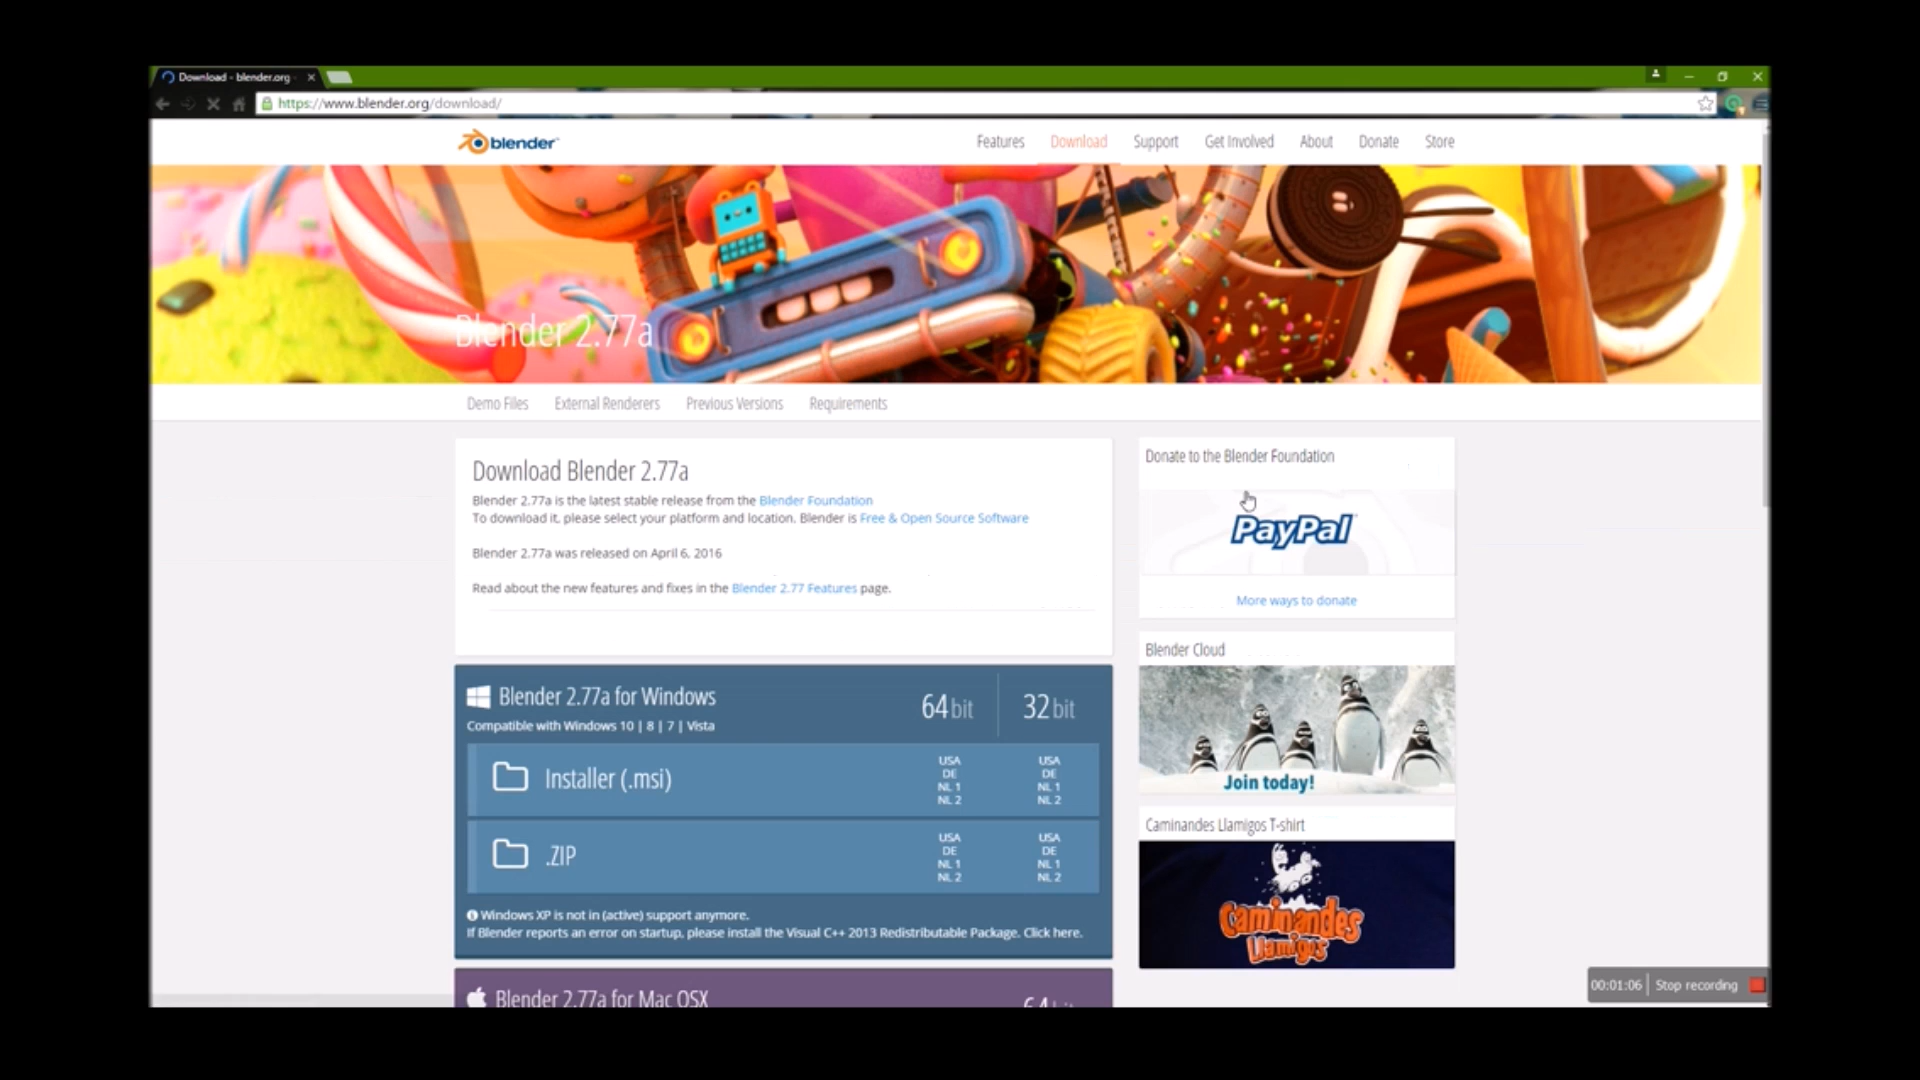 Download - blender.org
https://www.blender.org/download/
blender
Features Download Support Get Involved About Donate Store
Blender 2.77a
Demo Files External Renderers Previous Versions Requirements
Download Blender 2.77a
Blender 2.77a is the latest stable release from the Blender Foundation
To download it, please select your platform and location. Blender is Free & Open Source Software
Blender 2.77a was released on April 6, 2016
Read about the new features and fixes in the Blender 2.77 Features page.
Donate to the Blender Foundation
PayPal
More ways to donate
Blender Cloud
Join today!
Caminandes Llamigos T-shirt
Caminandes
Llamigos
Blender 2.77a for Windows
64 bit 32 bit
Compatible with Windows 10 | 8 | 7 | Vista
Installer (.msi)
USA USA
DE DE
NL 1 NL 1
NL 2 NL 2
.ZIP
USA USA
DE DE
NL 1 NL 1
NL 2 NL 2
Windows XP is not in (active) support anymore.
If Blender reports an error on startup, please install the Visual C++ 2013 Redistributable Package. Click here.
Blender 2.77a for Mac OSX
64 bit
00:01:06 Stop recording